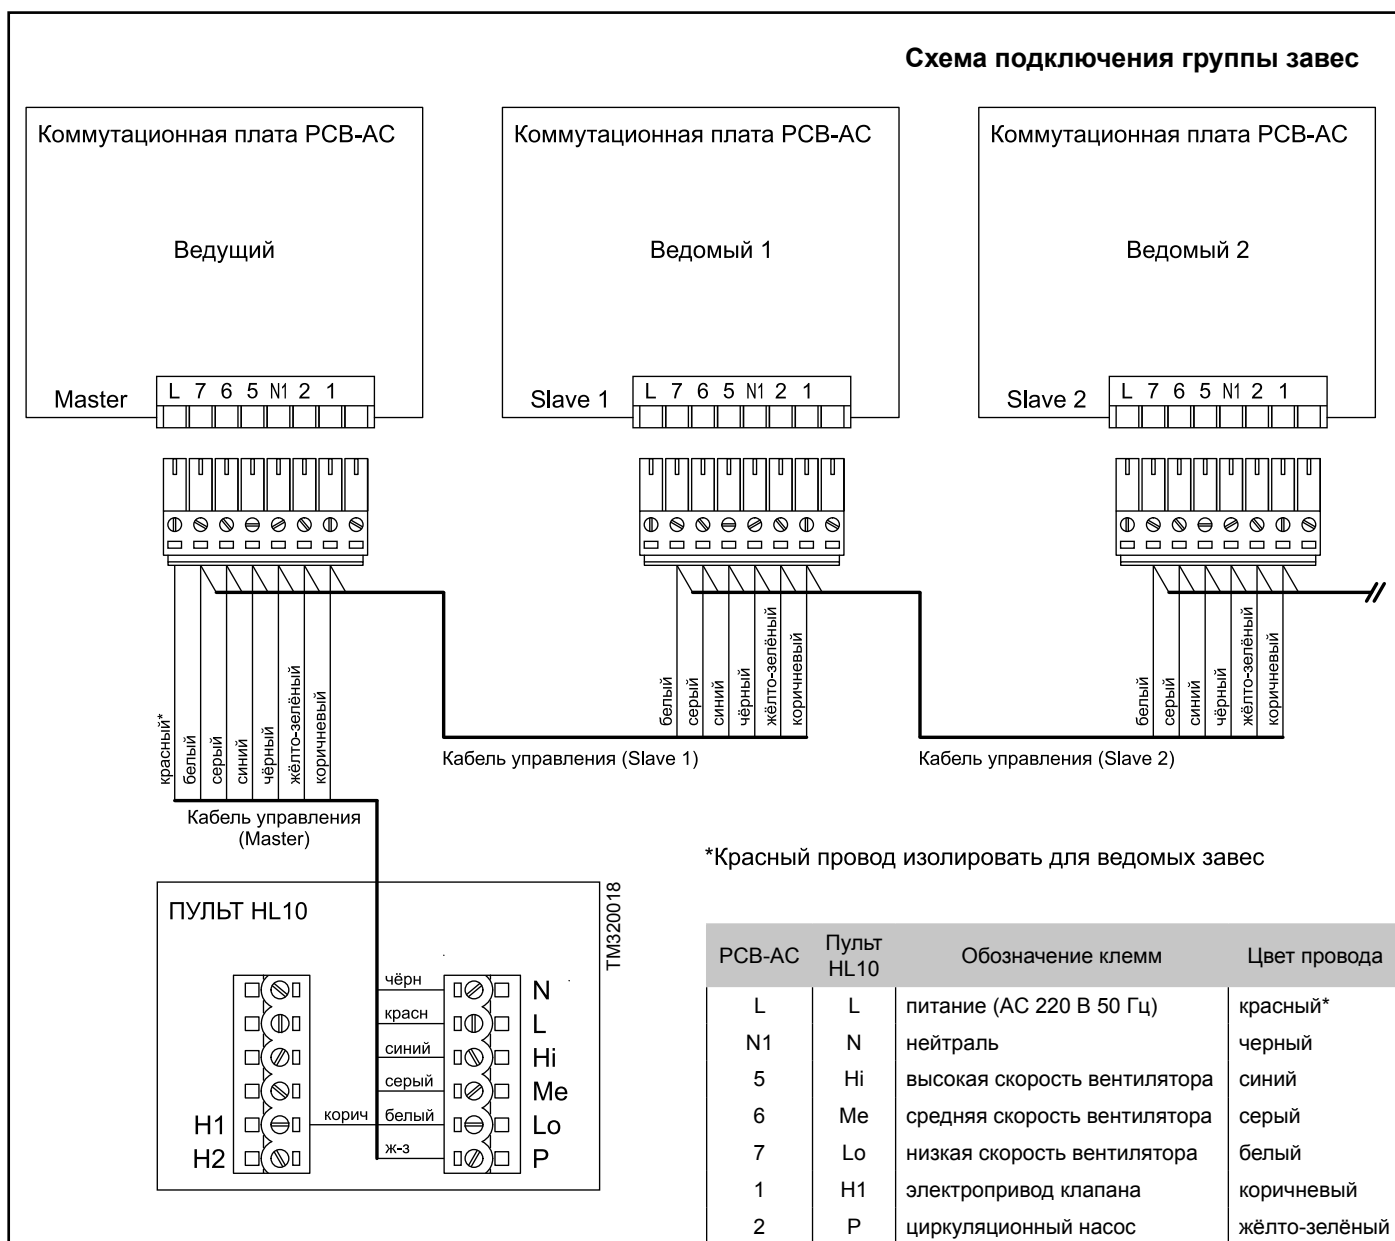 Схема подключения группы завес
Коммутационная плата PCB-AC
Ведущий
Master
L 7 6 5 N1 2 1
Коммутационная плата PCB-AC
Ведомый 1
Slave 1
L 7 6 5 N1 2 1
Коммутационная плата PCB-AC
Ведомый 2
Slave 2
L 7 6 5 N1 2 1
красный*
белый
серый
синий
чёрный
жёлто-зелёный
коричневый
белый
серый
синий
чёрный
жёлто-зелёный
коричневый
белый
серый
синий
чёрный
жёлто-зелёный
коричневый
Кабель управления (Slave 1)
Кабель управления (Slave 2)
Кабель управления
(Master)
*Красный провод изолировать для ведомых завес
ПУЛЬТ HL10
TM320018
чёрн
N
красн
L
синий
Hi
серый
Me
H1
корич
белый
Lo
H2
ж-з
P
PCB-AC Пульт HL10 Обозначение клемм Цвет провода
L L питание (AC 220 В 50 Гц) красный*
N1 N нейтраль черный
5 Hi высокая скорость вентилятора синий
6 Me средняя скорость вентилятора серый
7 Lo низкая скорость вентилятора белый
1 H1 электропривод клапана коричневый
2 P циркуляционный насос жёлто-зелёный